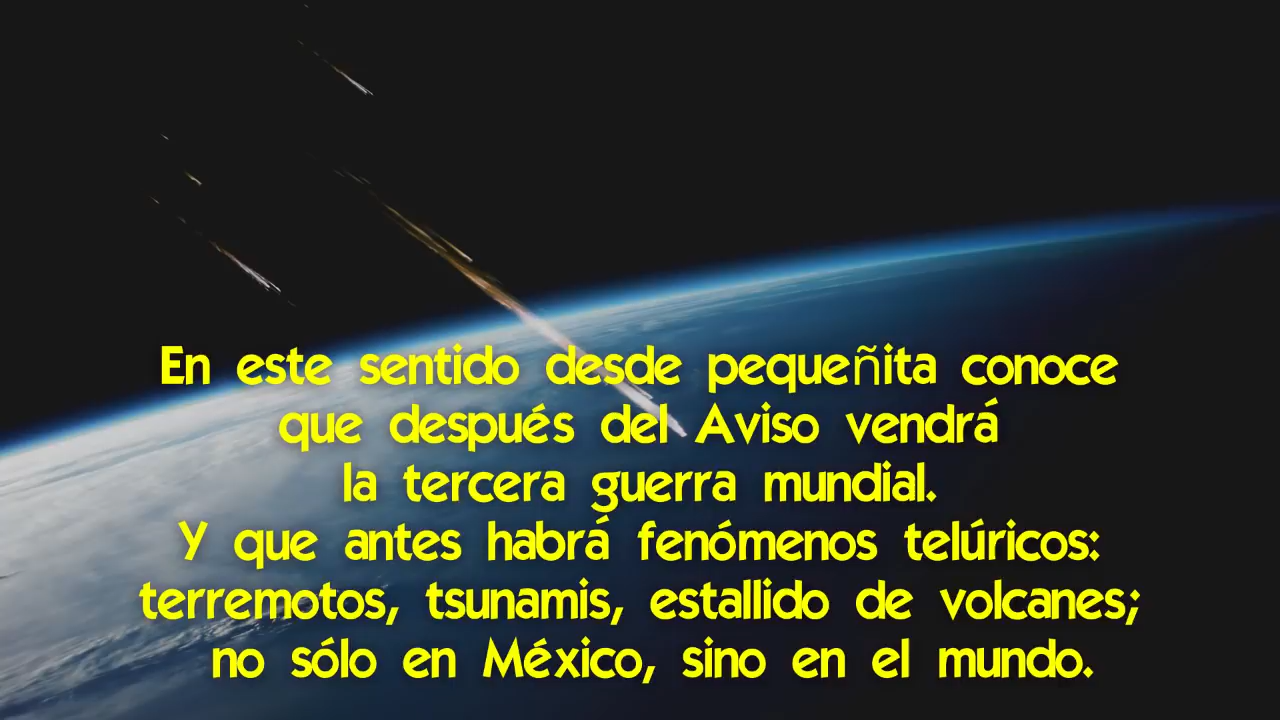 En este sentido desde pequeñita conoce
que después del Aviso vendrá
la tercera guerra mundial.
Y que antes habrá fenómenos telúricos:
terremotos, tsunamis, estallido de volcanes;
no sólo en México, sino en el mundo.